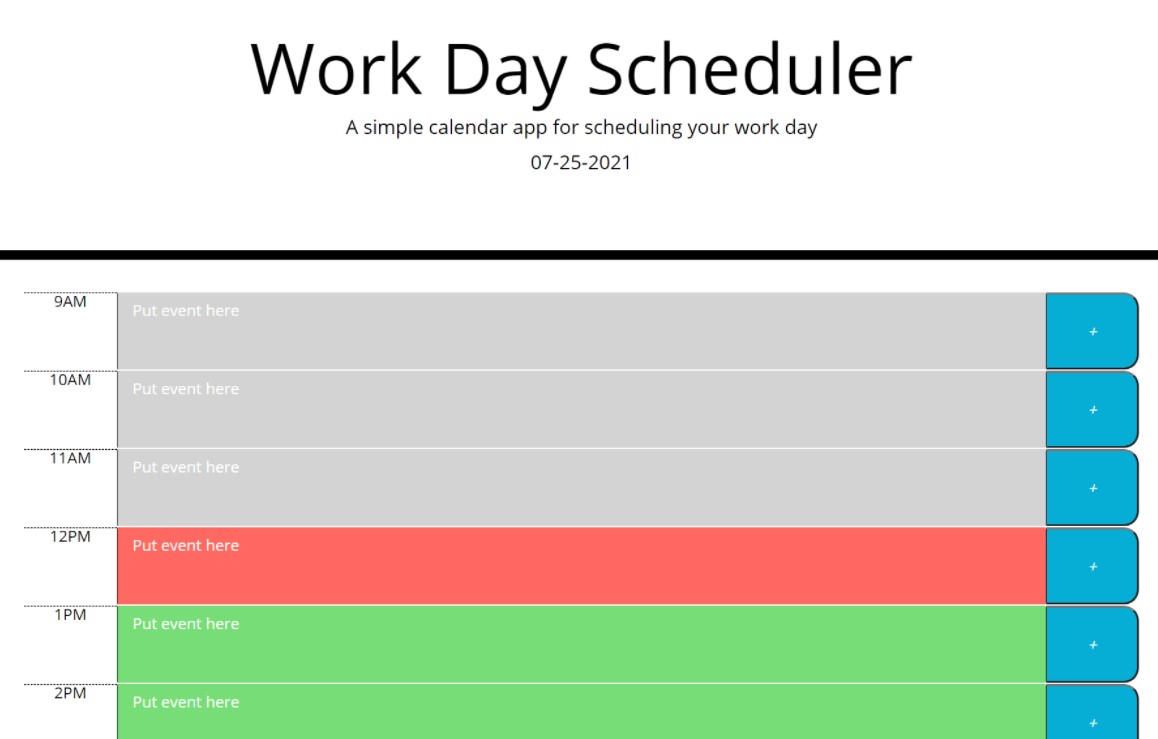 Work Day Scheduler
A simple calendar app for scheduling your work day
07-25-2021
9AM Put event here +
10AM Put event here +
11AM Put event here +
12PM Put event here +
1PM Put event here +
2PM Put event here +